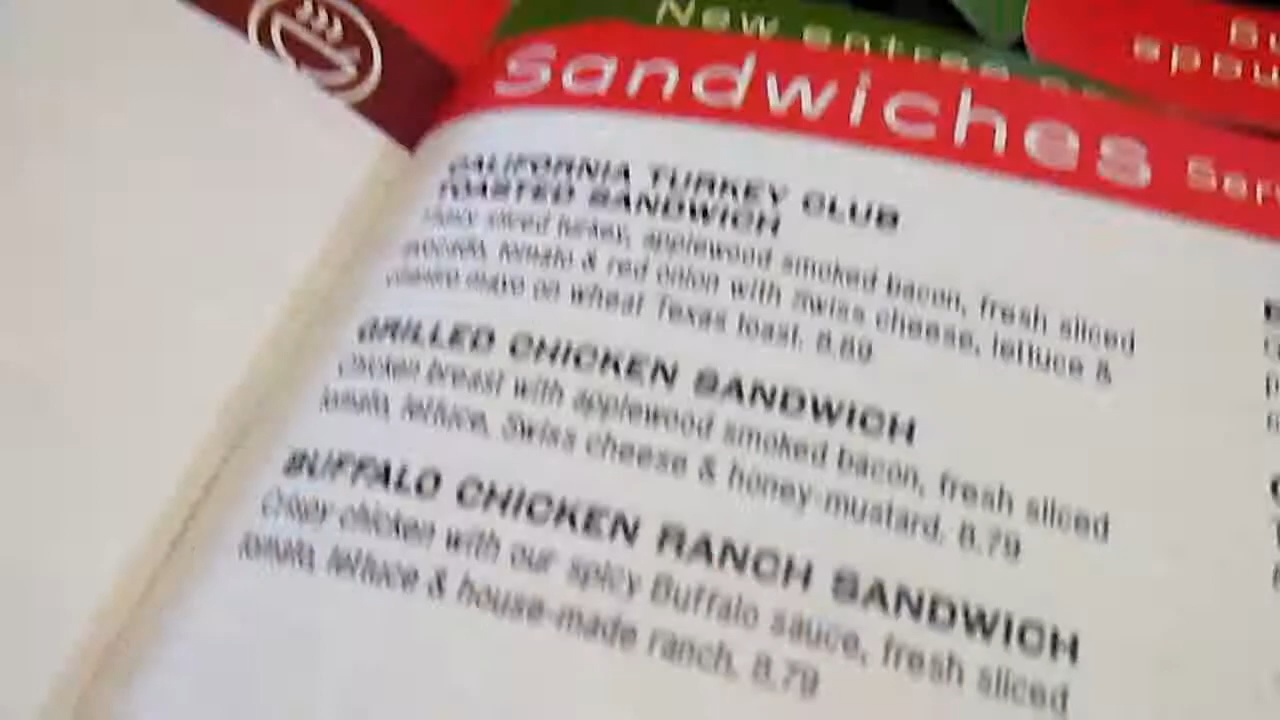 New entree
Sandwiches Ser
CALIFORNIA TURKEY CLUB
TOASTED SANDWICH
sliced turkey, applewood smoked bacon, fresh sliced
avocado, tomato & red onion with Swiss cheese, lettuce &
mayo on wheat Texas toast.
GRILLED CHICKEN SANDWICH
Chicken breast with applewood smoked bacon, fresh sliced
tomato, lettuce, Swiss cheese & honey-mustard. 8.79
BUFFALO CHICKEN RANCH SANDWICH
Crispy chicken with our spicy Buffalo sauce, fresh sliced
tomato, lettuce & house-made ranch. 8.79